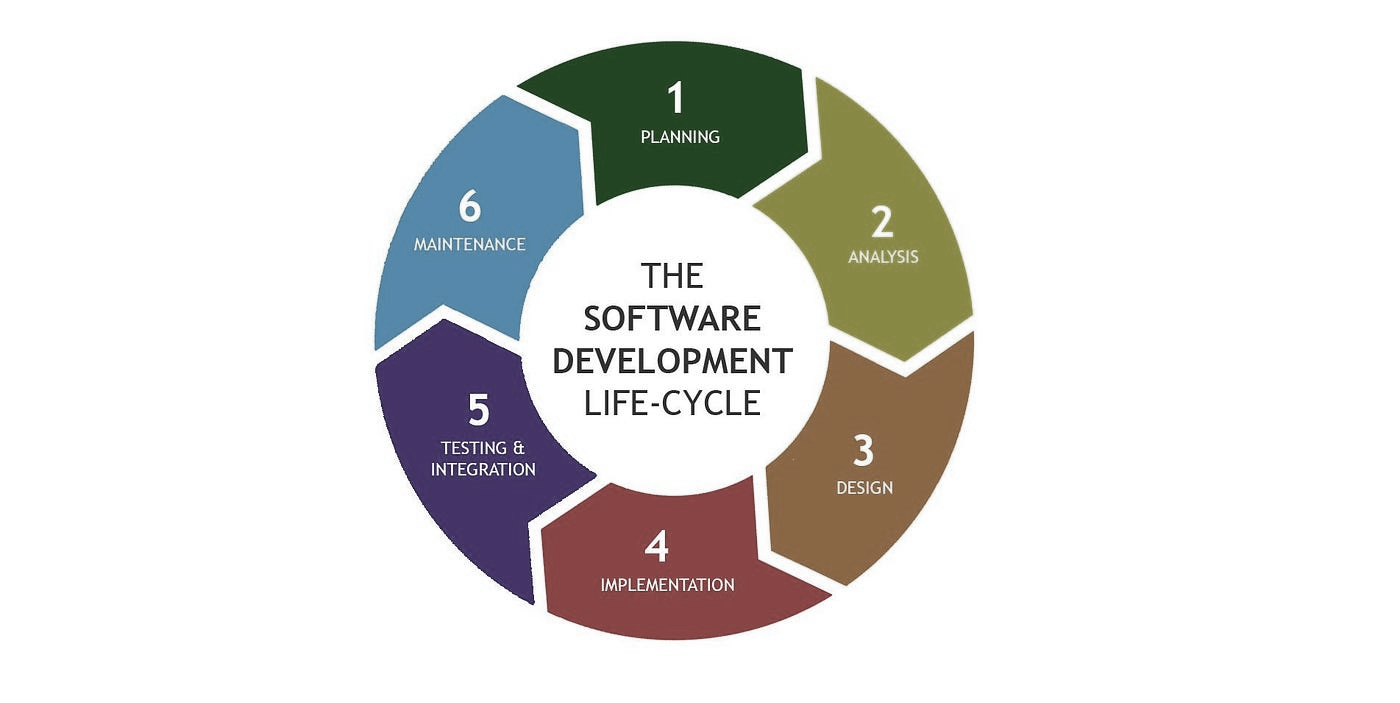 1
PLANNING
2
ANALYSIS
3
DESIGN
4
IMPLEMENTATION
5
TESTING &
INTEGRATION
6
MAINTENANCE
THE
SOFTWARE
DEVELOPMENT
LIFE-CYCLE